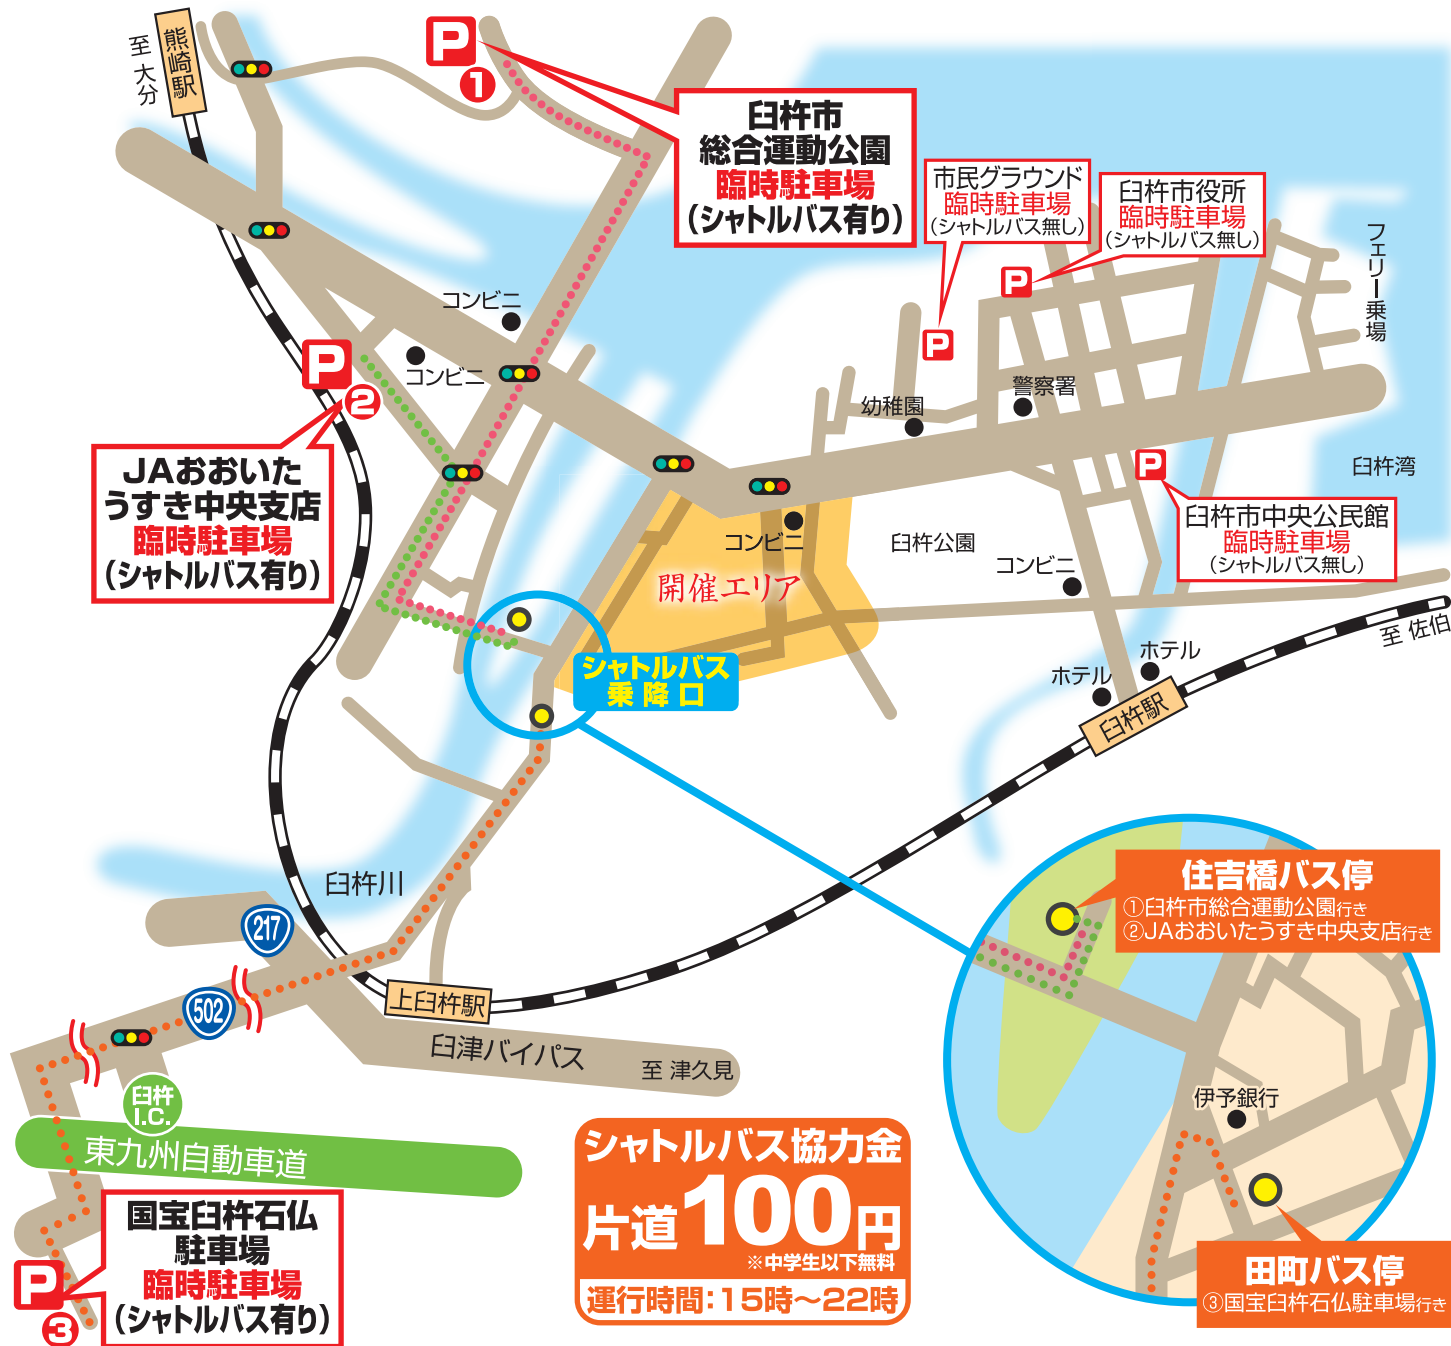 至 大分
熊崎駅
P
1
臼杵市
総合運動公園
臨時駐車場
(シャトルバス有り)
市民グラウンド
臨時駐車場
(シャトルバス無し)
臼杵市役所
臨時駐車場
(シャトルバス無し)
フェリー乗場
P
P
コンビニ
コンビニ
P
2
JAおおいた
うすき中央支店
臨時駐車場
(シャトルバス有り)
幼稚園
警察署
P
臼杵湾
臼杵市中央公民館
臨時駐車場
(シャトルバス無し)
コンビニ
臼杵公園
コンビニ
開催エリア
至 佐伯
シャトルバス
乗降口
ホテル
ホテル
臼杵駅
臼杵川
217
502
上臼杵駅
臼津バイパス
至 津久見
臼杵
I.C.
東九州自動車道
国宝臼杵石仏
駐車場
臨時駐車場
(シャトルバス有り)
P
3
シャトルバス協力金
片道100円
※中学生以下無料
運行時間:15時〜22時
住吉橋バス停
①臼杵市総合運動公園行き
②JAおおいたうすき中央支店行き
伊予銀行
田町バス停
③国宝臼杵石仏駐車場行き